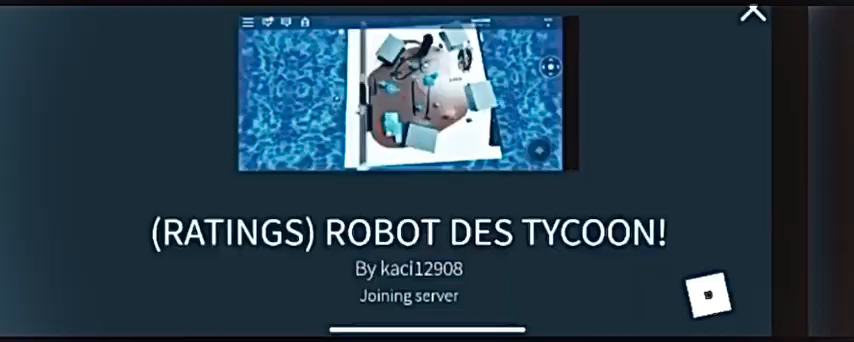 (RATINGS) ROBOT DES TYCOON!
By kaci12908
Joining server